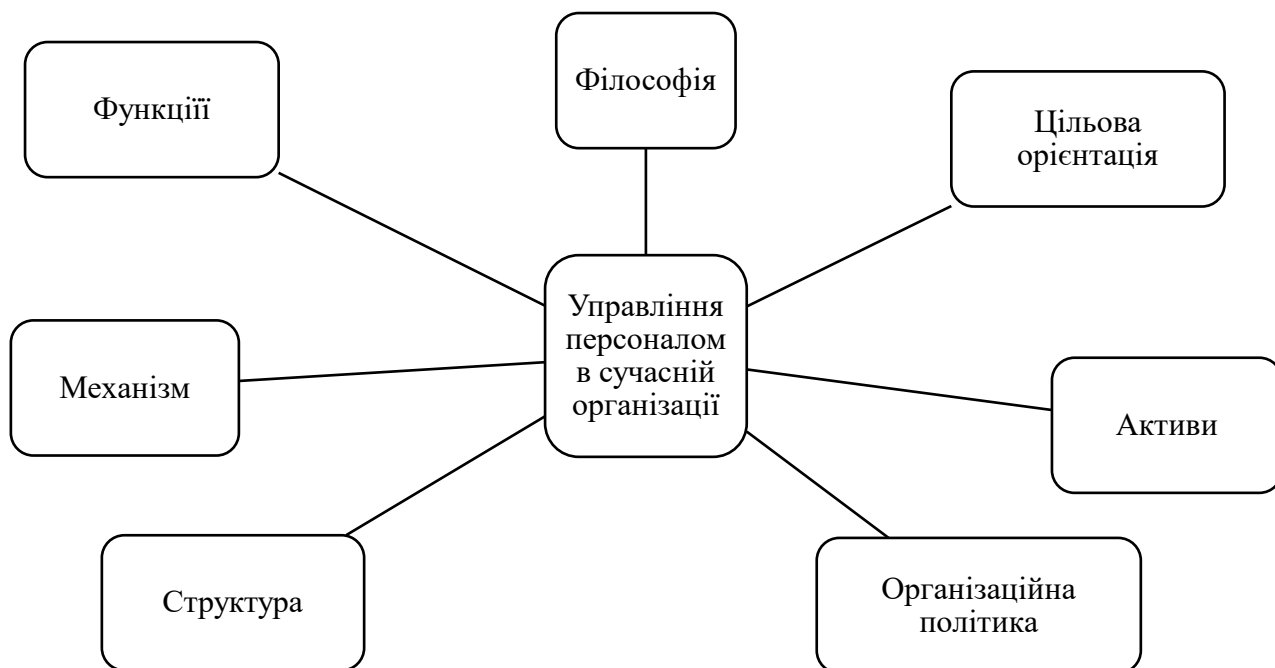 Філософія
Функціїї
Цільова
орієнтація
Управління
персоналом
в сучасній
організації
Механізм
Активи
Структура
Організаційна
політика